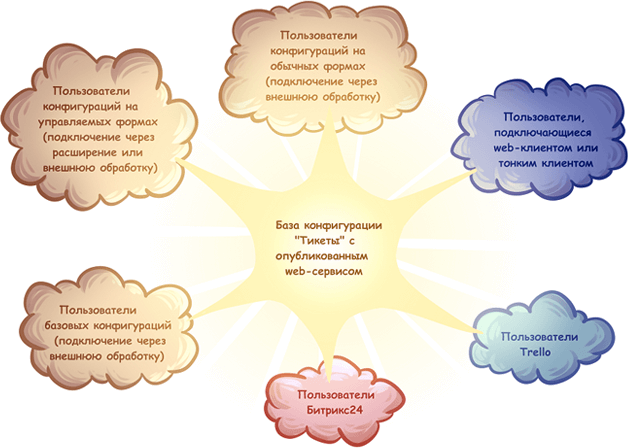 Пользователи
конфигураций на
обычных формах
(подключение через
внешнюю обработку)
Пользователи
конфигураций на
управляемых формах
(подключение через
расширение или
внешнюю обработку)
Пользователи,
подключающиеся
web-клиентом или
тонким клиентом
База конфигурации
"Тикеты" с
опубликованным
web-сервисом
Пользователи
базовых конфигураций
(подключение через
внешнюю обработку)
Пользователи
Trello
Пользователи
Битрикс24